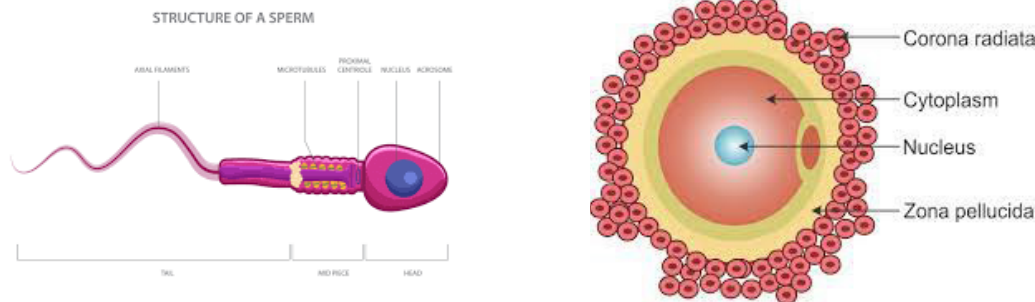 STRUCTURE OF A SPERM
AXIAL FILAMENTS
MICROTUBULES
PROXIMAL
CENTRIOLE
NUCLEUS
ACROSOME
TAIL
MID PIECE
HEAD
Corona radiata
Cytoplasm
Nucleus
Zona pellucida